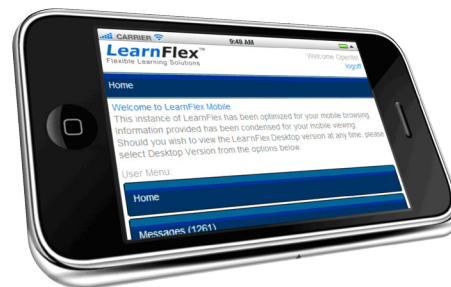 CARRIER 9:48 AM
LearnFlex™
Flexible Learning Solutions
Welcome Opente!
logoff
Home
Welcome to LearnFlex Mobile
This instance of LearnFlex has been optimized for your mobile browsing.
Information provided has been condensed for your mobile viewing.
Should you wish to view the LearnFlex Desktop version at any time, please
select Desktop Version from the options below.
User Menu:
Home
Messages (1261)